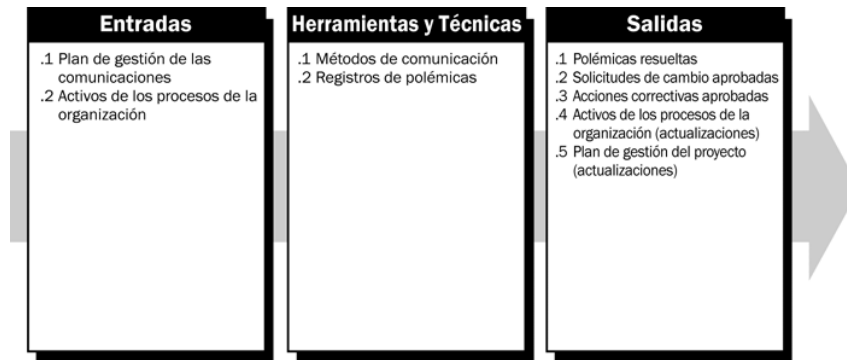 Entradas
.1 Plan de gestión de las
comunicaciones
.2 Activos de los procesos de la
organización
Herramientas y Técnicas
.1 Métodos de comunicación
.2 Registros de polémicas
Salidas
.1 Polémicas resueltas
.2 Solicitudes de cambio aprobadas
.3 Acciones correctivas aprobadas
.4 Activos de los procesos de la
organización (actualizaciones)
.5 Plan de gestión del proyecto
(actualizaciones)